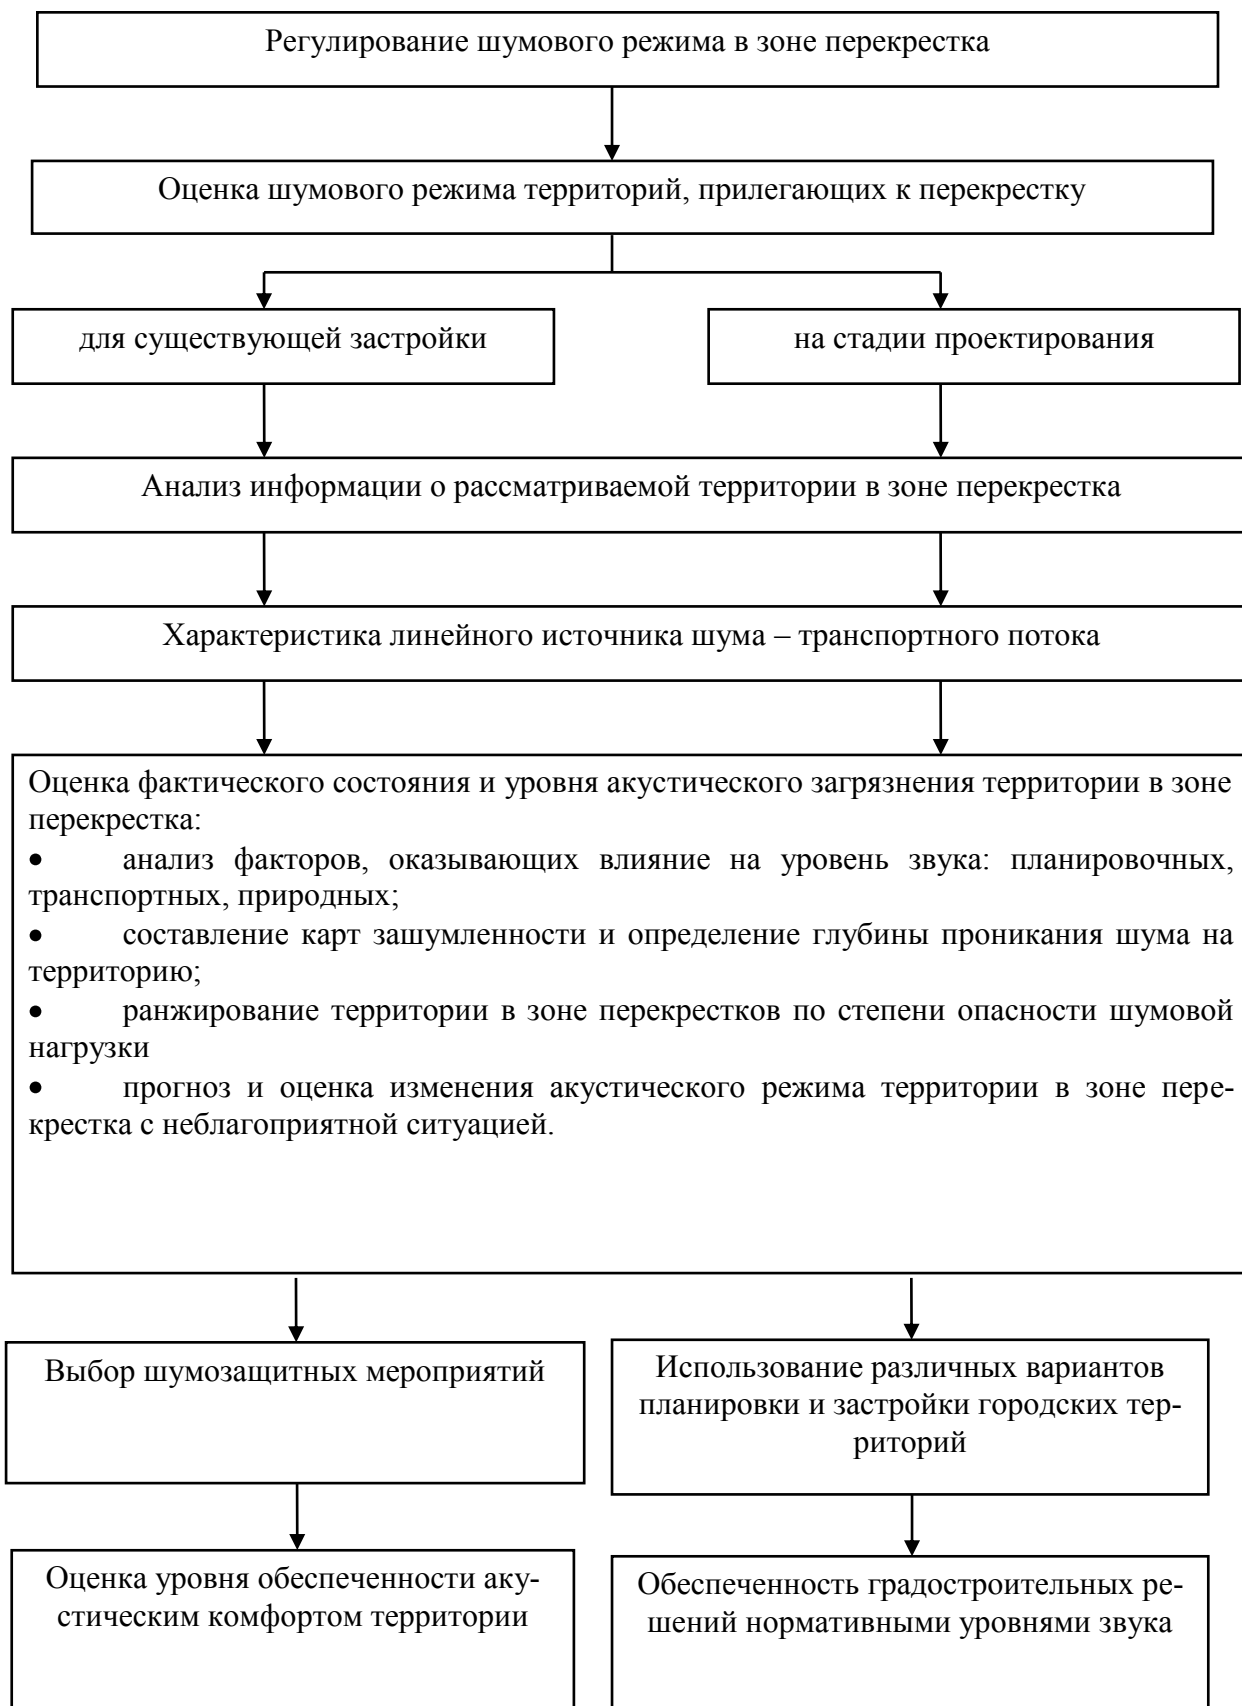 Регулирование шумового режима в зоне перекрестка
Оценка шумового режима территорий, прилегающих к перекрестку
для существующей застройки
на стадии проектирования
Анализ информации о рассматриваемой территории в зоне перекрестка
Характеристика линейного источника шума – транспортного потока
Оценка фактического состояния и уровня акустического загрязнения территории в зоне
перекрестка:
• анализ факторов, оказывающих влияние на уровень звука: планировочных,
транспортных, природных;
• составление карт зашумленности и определение глубины проникания шума на
территорию;
• ранжирование территории в зоне перекрестков по степени опасности шумовой
нагрузки
• прогноз и оценка изменения акустического режима территории в зоне пере-
крестка с неблагоприятной ситуацией.
Выбор шумозащитных мероприятий
Использование различных вариантов
планировки и застройки городских тер-
риторий
Оценка уровня обеспеченности аку-
стическим комфортом территории
Обеспеченность градостроительных ре-
шений нормативными уровнями звука